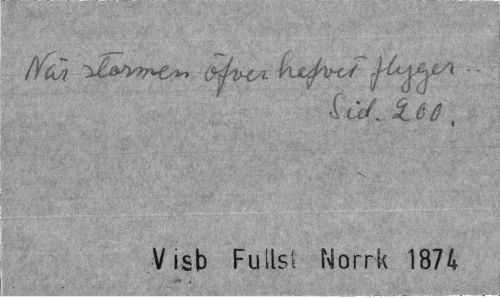 När stormen öfver hafvet flyger...
Sid. 200.
Visb Fullst Norrk 1874